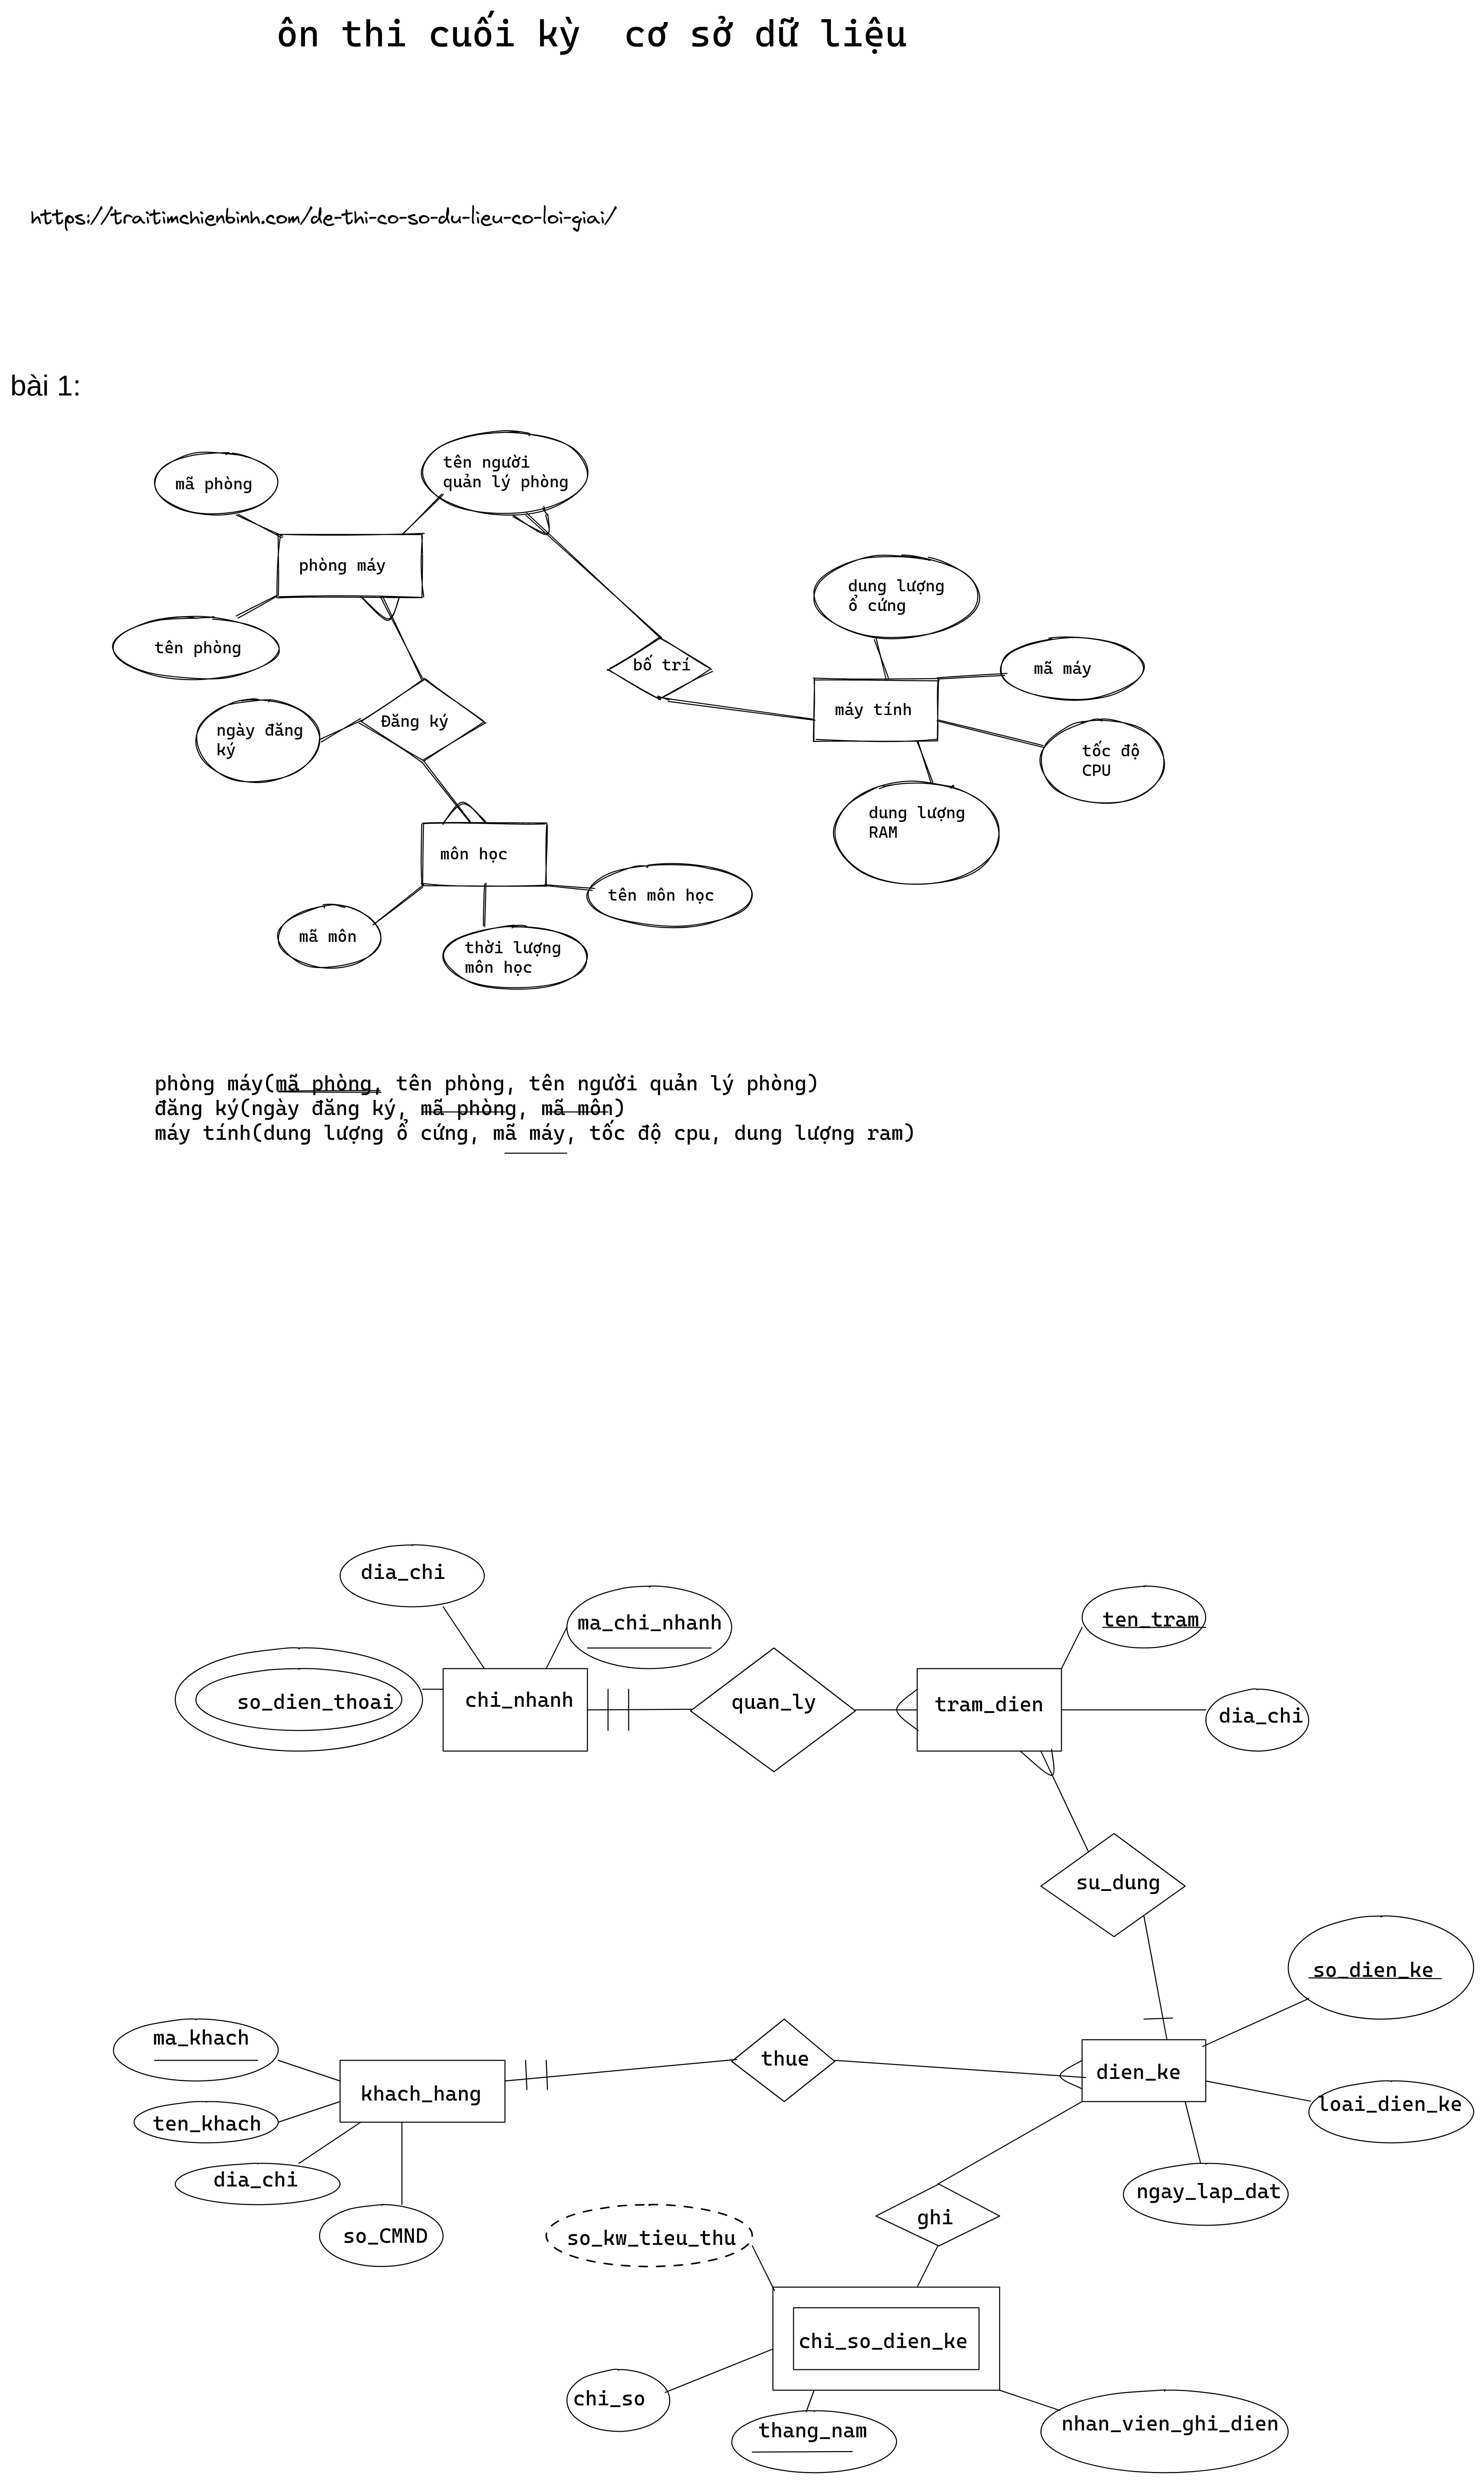 ôn thi cuối kỳ  cơ sở dữ liệu
https://traitimchienbinh.com/de-thi-co-so-du-lieu-co-loi-giai/
bài 1:
tên người
quản lý phòng
mã phòng
phòng máy
dung lượng
ổ cứng
tên phòng
bố trí
mã máy
máy tính
Đăng ký
ngày đăng
ký
tốc độ
CPU
dung lượng
RAM
môn học
tên môn học
mã môn
thời lượng
môn học
phòng máy(mã phòng, tên phòng, tên người quản lý phòng)
đăng ký(ngày đăng ký, mã phòng, mã môn)
máy tính(dung lượng ổ cứng, mã máy, tốc độ cpu, dung lượng ram)
dia_chi
ma_chi_nhanh
ten_tram
so_dien_thoai
chi_nhanh
quan_ly
tram_dien
dia_chi
su_dung
so_dien_ke
ma_khach
thue
dien_ke
khach_hang
loai_dien_ke
ten_khach
dia_chi
ngay_lap_dat
ghi
so_CMND
so_kw_tieu_thu
chi_so_dien_ke
chi_so
nhan_vien_ghi_dien
thang_nam